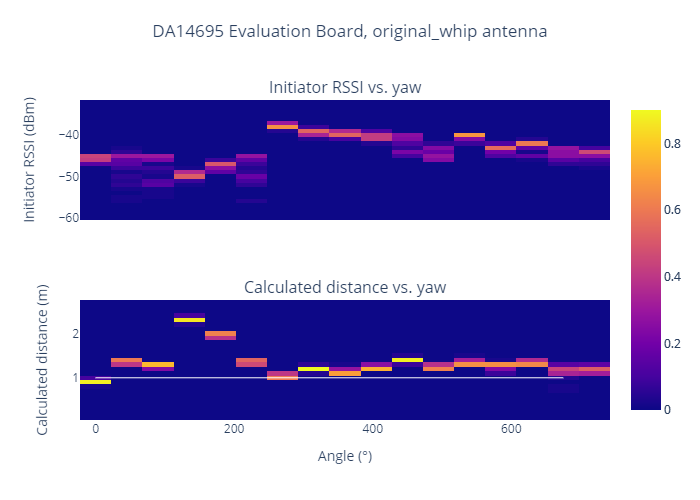 DA14695 Evaluation Board, original_whip antenna
Initiator RSSI vs. yaw
Initiator RSSI (dBm)
−40
−50
−60
0.8
0.6
0.4
0.2
0
Calculated distance vs. yaw
Calculated distance (m)
2
1
0 200 400 600
Angle (°)